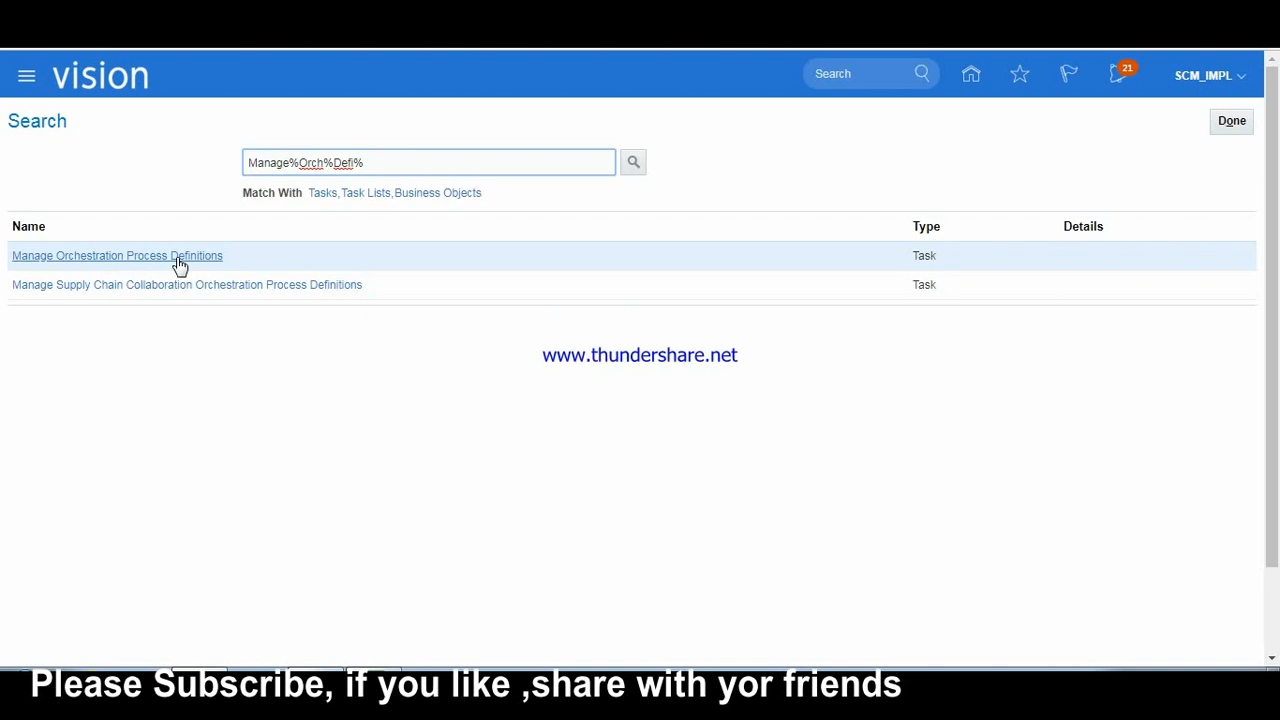 vision
Search
21
SCM_IMPL
Search
Done
Manage%Orch%Defi%
Match With Tasks, Task Lists, Business Objects
Name Type Details
Manage Orchestration Process Definitions Task
Manage Supply Chain Collaboration Orchestration Process Definitions Task
www.thundershare.net
Please Subscribe, if you like ,share with yor friends